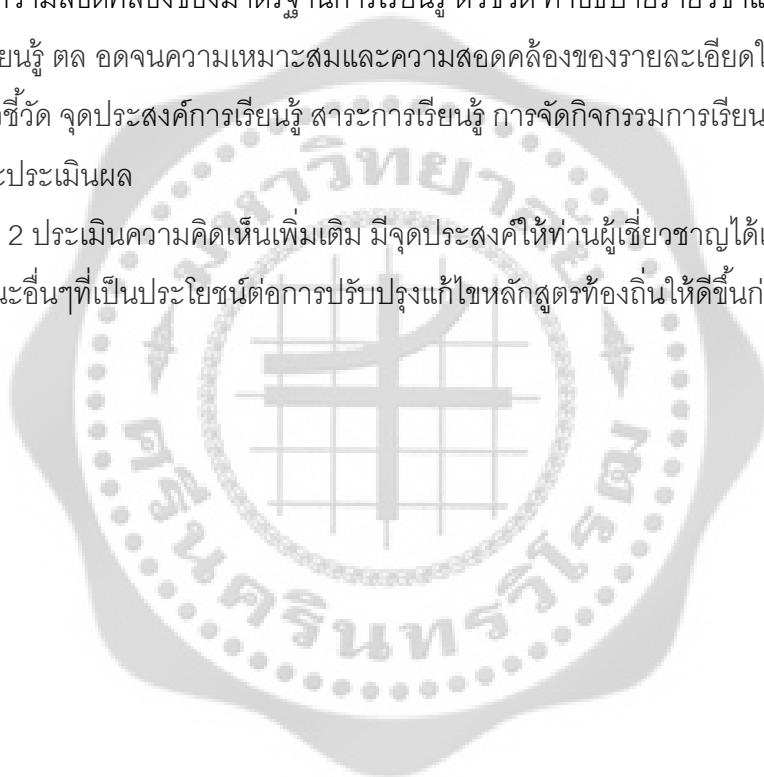 ความสอดคล้องของมาตรฐานการเรียนรู้ ตัวชี้วัด คำอธิบายรายวิชาแ
ยนรู้ ตล อดจนความเหมาะสมและความสอดคล้องของรายละเอียดใ
วชี้วัด จุดประสงค์การเรียนรู้ สาระการเรียนรู้ การจัดกิจกรรมการเรียน
ะประเมินผล
2 ประเมินความคิดเห็นเพิ่มเติม มีจุดประสงค์ให้ท่านผู้เชี่ยวชาญได้เ
นะอื่นๆที่เป็นประโยชน์ต่อการปรับปรุงแก้ไขหลักสูตรท้องถิ่นให้ดีขึ้นก่
มหาวิทยาลัย
ศรีนครินทรวิโรฒ